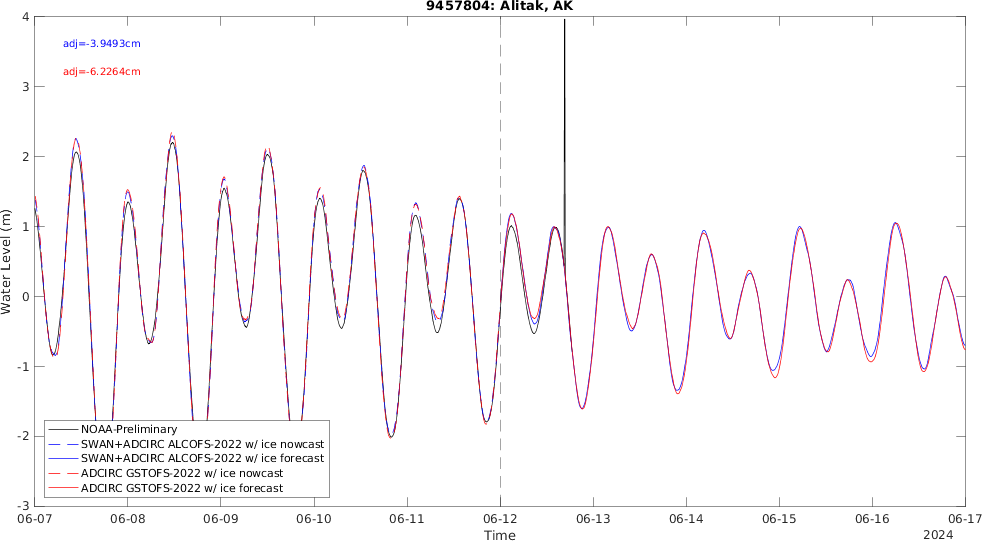 9457804: Alitak, AK
adj=-3.9493cm
adj=-6.2264cm
Water Level (m)
4
3
2
1
0
-1
-2
-3
NOAA-Preliminary
SWAN+ADCIRC ALCOFS-2022 w/ ice nowcast
SWAN+ADCIRC ALCOFS-2022 w/ ice forecast
ADCIRC GSTOFS-2022 w/ ice nowcast
ADCIRC GSTOFS-2022 w/ ice forecast
06-07 06-08 06-09 06-10 06-11 06-12 06-13 06-14 06-15 06-16 06-17
Time
2024